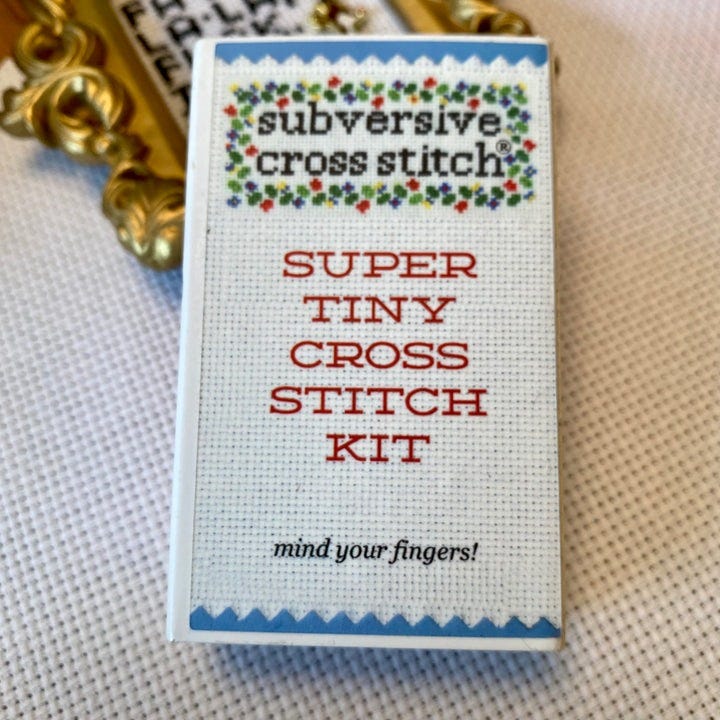 subversive
cross stitch®
SUPER
TINY
CROSS
STITCH
KIT
mind your fingers!